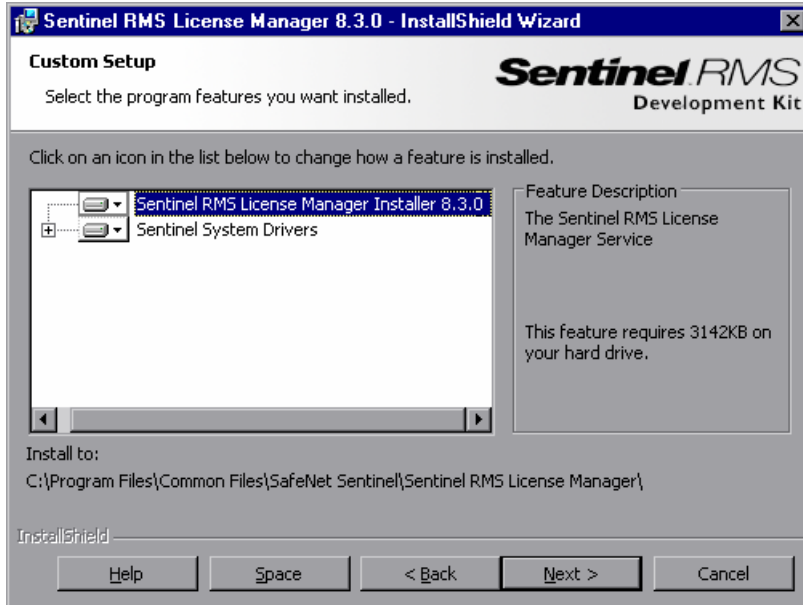 Sentinel RMS License Manager 8.3.0 - InstallShield Wizard
Custom Setup
Select the program features you want installed.
Sentinel RMS
Development Kit
Click on an icon in the list below to change how a feature is installed.
Sentinel RMS License Manager Installer 8.3.0
Sentinel System Drivers
Feature Description
The Sentinel RMS License
Manager Service
This feature requires 3142KB on
your hard drive.
Install to:
C:\Program Files\Common Files\SafeNet Sentinel\Sentinel RMS License Manager\
InstallShield
Help
Space
< Back
Next >
Cancel